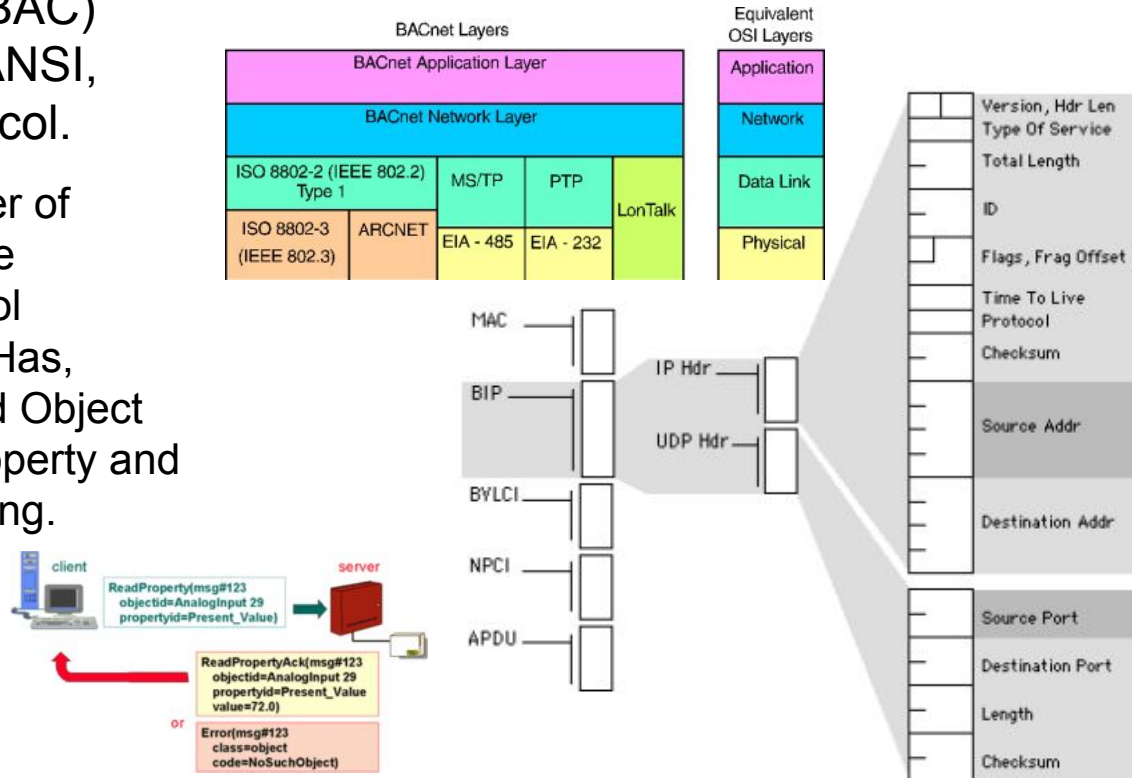 BAC)
ANSI,
col.
er of
e
ol
Has,
d Object
operty and
ng.
BACnet Layers
BACnet Application Layer
BACnet Network Layer
ISO 8802-2 (IEEE 802.2)
Type 1
MS/TP
PTP
LonTalk
ISO 8802-3
(IEEE 802.3)
ARCNET
EIA - 485
EIA - 232
Equivalent
OSI Layers
Application
Network
Data Link
Physical
MAC
BIP
BVLCI
NPCI
APDU
IP Hdr
UDP Hdr
Version, Hdr Len
Type Of Service
Total Length
ID
Flags, Frag Offset
Time To Live
Protocol
Checksum
Source Addr
Destination Addr
Source Port
Destination Port
Length
Checksum
client
server
ReadProperty(msg#123
objectid=AnalogInput 29
propertyid=Present_Value)
ReadPropertyAck(msg#123
objectid=AnalogInput 29
propertyid=Present_Value
value=72.0)
or
Error(msg#123
class=object
code=NoSuchObject)